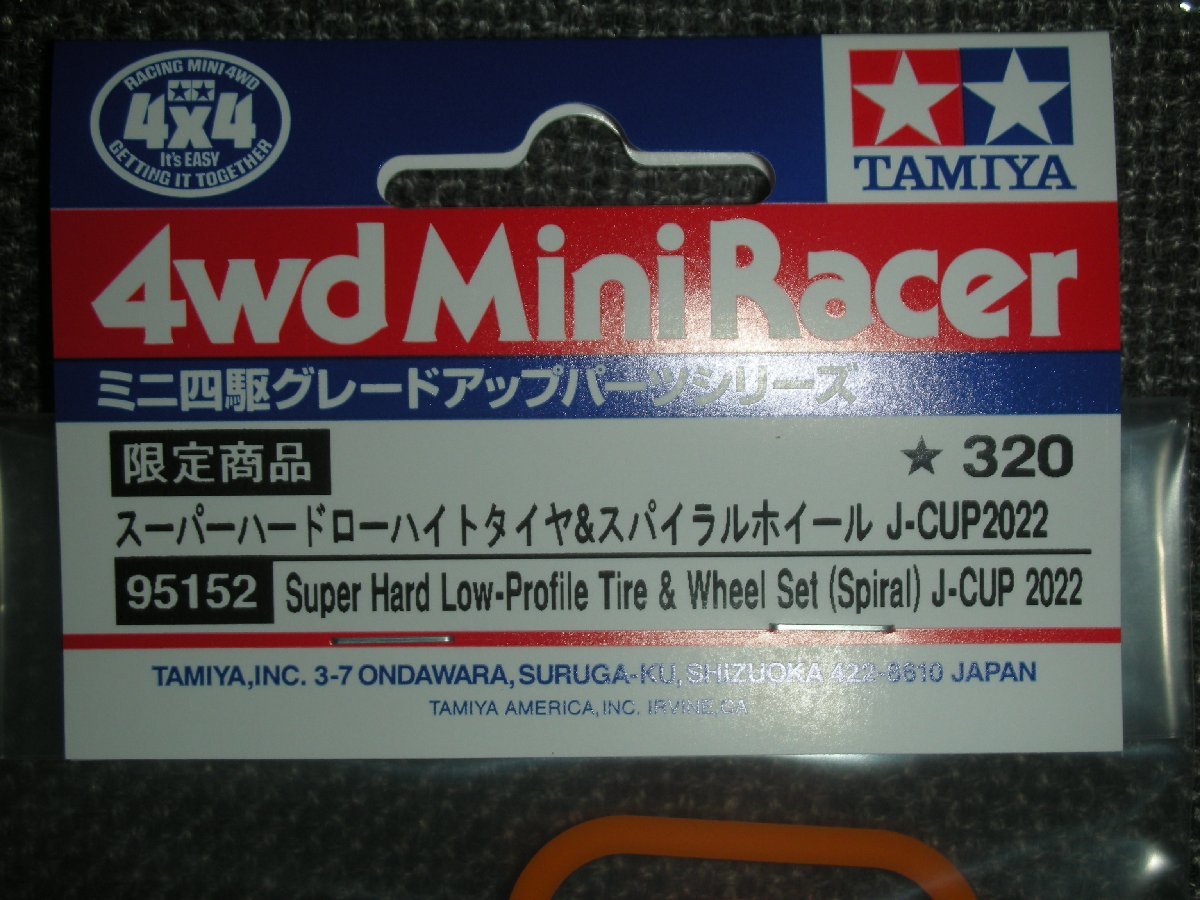 RACING MINI 4WD
4x4
It's EASY
GETTING IT TOGETHER
TAMIYA
4wd Mini Racer
ミニ四駆グレードアップパーツシリーズ
限定商品
★ 320
スーパーハードローハイトタイヤ&スパイラルホイール J-CUP2022
95152 Super Hard Low-Profile Tire & Wheel Set (Spiral) J-CUP 2022
TAMIYA,INC. 3-7 ONDAWARA, SURUGA-KU, SHIZUOKA 422-8610 JAPAN
TAMIYA AMERICA,INC. IRVINE,CA